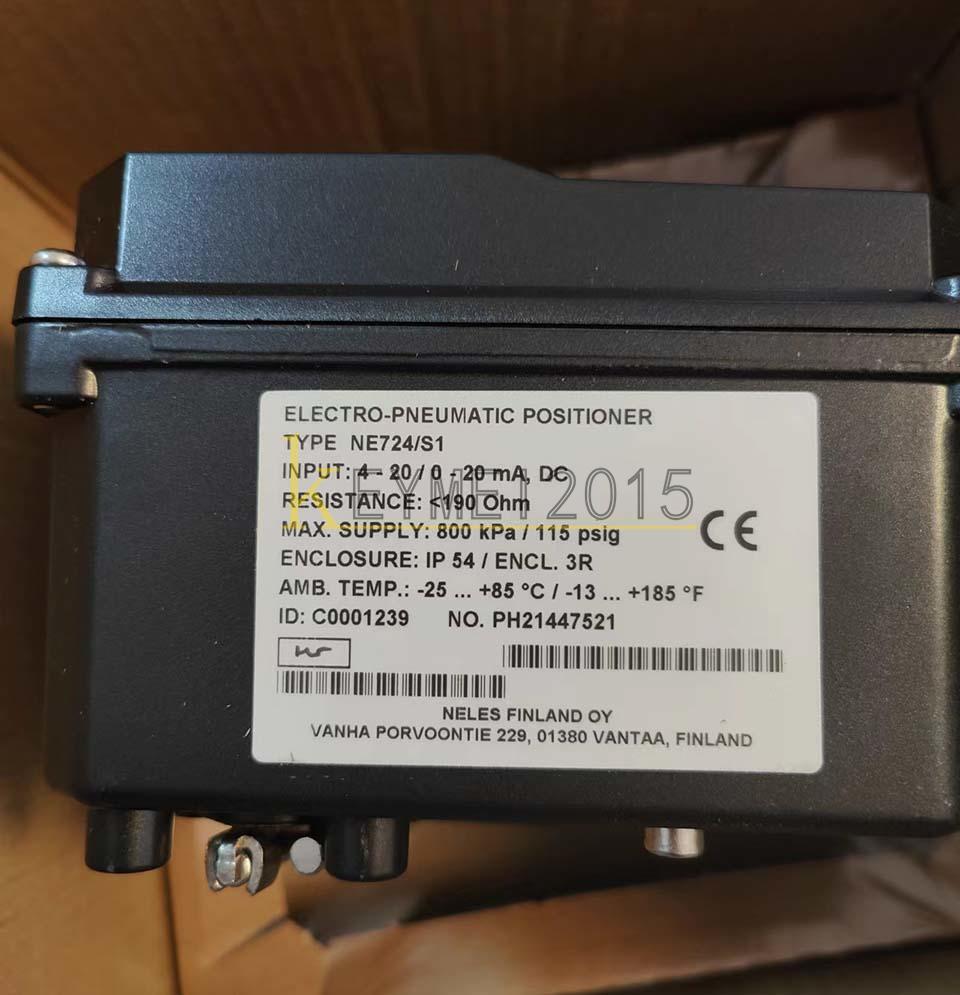 ELECTRO-PNEUMATIC POSITIONER
TYPE NE724/S1
INPUT: 4 - 20 / 0 - 20 mA, DC
KEYMET2015
RESISTANCE: <190 Ohm
MAX. SUPPLY: 800 kPa / 115 psig
CE
ENCLOSURE: IP 54 / ENCL. 3R
AMB. TEMP.: -25 ... +85 °C / -13 ... +185 °F
ID: C0001239 NO. PH21447521
NELES FINLAND OY
VANHA PORVOONTIE 229, 01380 VANTAA, FINLAND